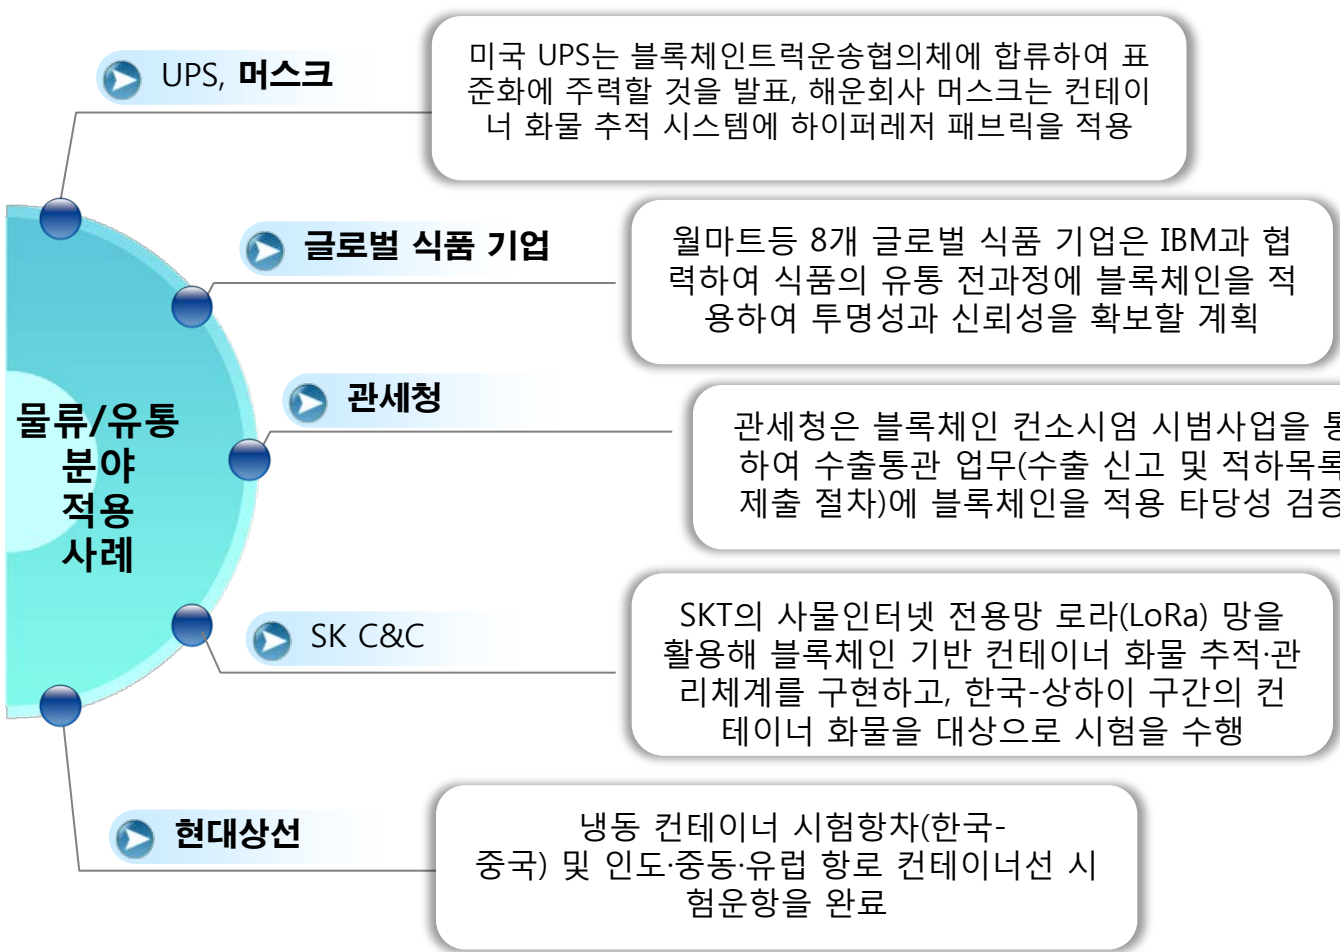 UPS, 머스크
미국 UPS는 블록체인트럭운송협의체에 합류하여 표
준화에 주력할 것을 발표, 해운회사 머스크는 컨테이
너 화물 추적 시스템에 하이퍼레저 패브릭을 적용
글로벌 식품 기업
월마트등 8개 글로벌 식품 기업은 IBM과 협
력하여 식품의 유통 전과정에 블록체인을 적
용하여 투명성과 신뢰성을 확보할 계획
물류/유통
분야
적용
사례
관세청
관세청은 블록체인 컨소시엄 시범사업을 통
하여 수출통관 업무(수출 신고 및 적하목록
제출 절차)에 블록체인을 적용 타당성 검증
SK C&C
SKT의 사물인터넷 전용망 로라(LoRa) 망을
활용해 블록체인 기반 컨테이너 화물 추적·관
리체계를 구현하고, 한국-상하이 구간의 컨
테이너 화물을 대상으로 시험을 수행
현대상선
냉동 컨테이너 시험항차(한국-
중국) 및 인도·중동·유럽 항로 컨테이너선 시
험운항을 완료